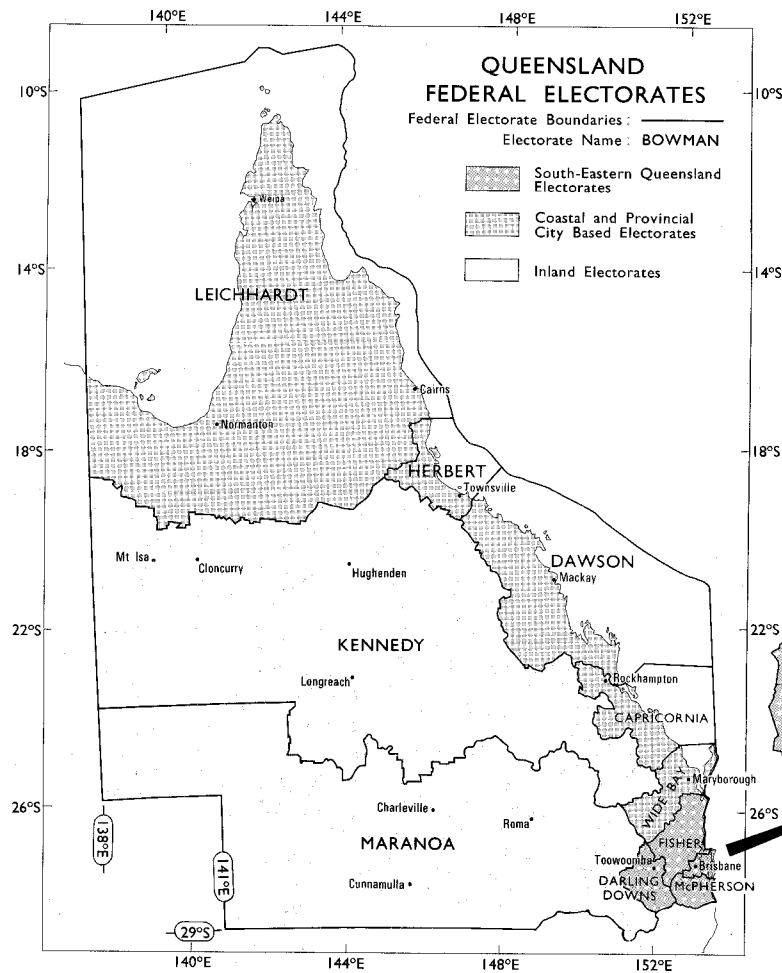 140°E 144°E 148°E 152°E
QUEENSLAND
FEDERAL ELECTORATES
Federal Electorate Boundaries :
Electorate Name : BOWMAN
South-Eastern Queensland
Electorates
Coastal and Provincial
City Based Electorates
Inland Electorates
10°S 10°S
Weipa
14°S 14°S
LEICHHARDT
Cairns
Normanton
18°S 18°S
HERBERT
Townsville
Mt Isa
Cloncurry
Hughenden
DAWSON
Mackay
22°S 22°S
KENNEDY
Longreach
Rockhampton
CAPRICORNIA
Maryborough
WIDE BAY
26°S 26°S
Charleville
Roma
MARANOA
FISHER
138°E
141°E
Toowoomba
Brisbane
Cunnamulla
DARLING
DOWNS
McPHERSON
29°S
140°E 144°E 148°E 152°E